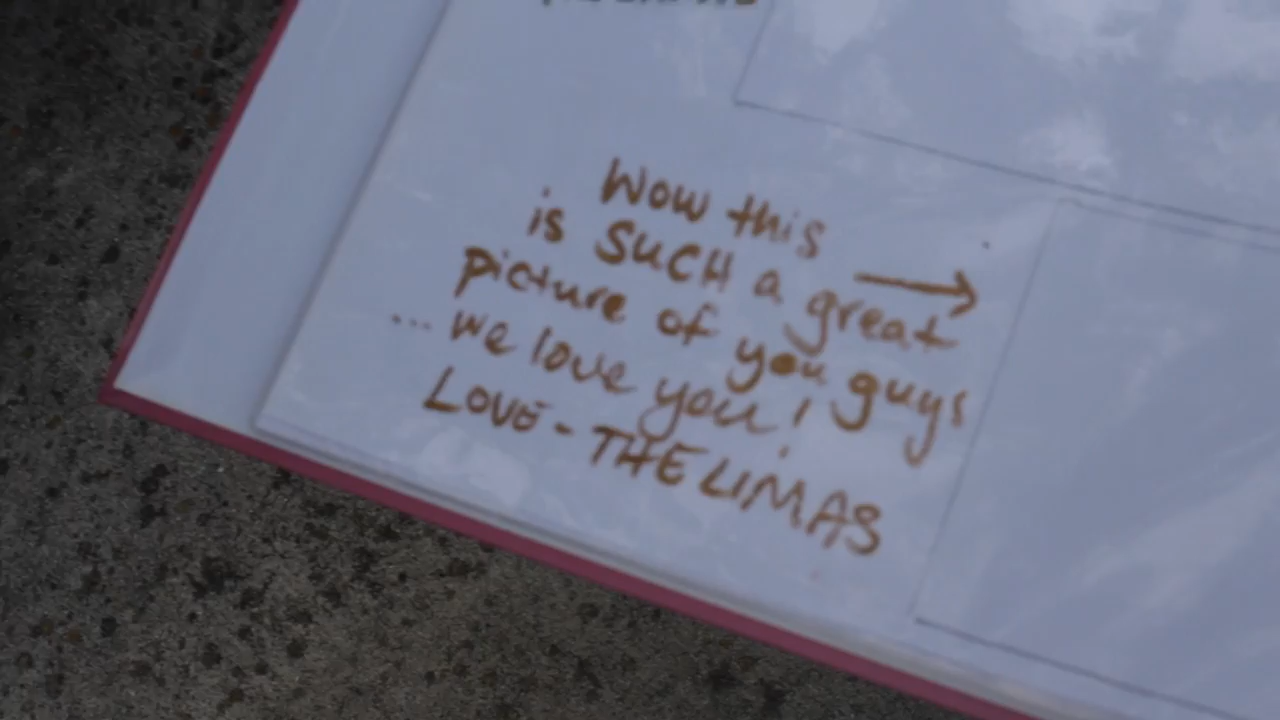 Wow this
is SUCH a great →
picture of you guys
... we love you!
LOVE - THE LIMAS